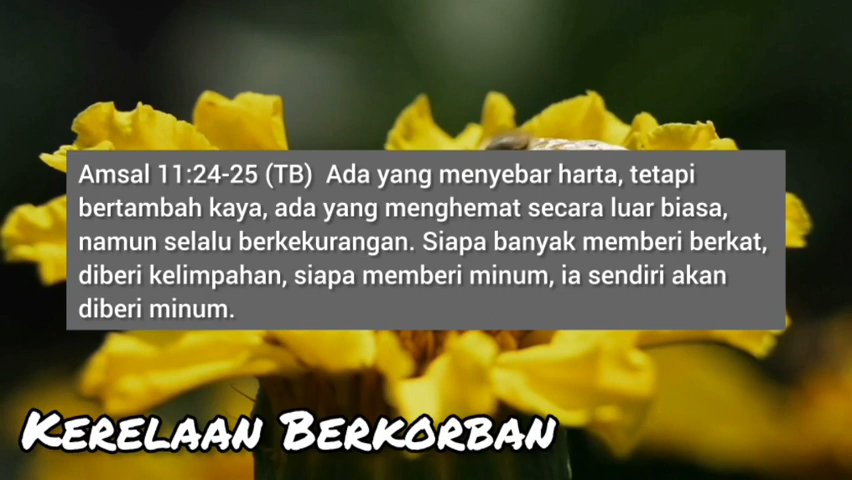 Amsal 11:24-25 (TB) Ada yang menyebar harta, tetapi
bertambah kaya, ada yang menghemat secara luar biasa,
namun selalu berkekurangan. Siapa banyak memberi berkat,
diberi kelimpahan, siapa memberi minum, ia sendiri akan
diberi minum.
Kerelaan Berkorban